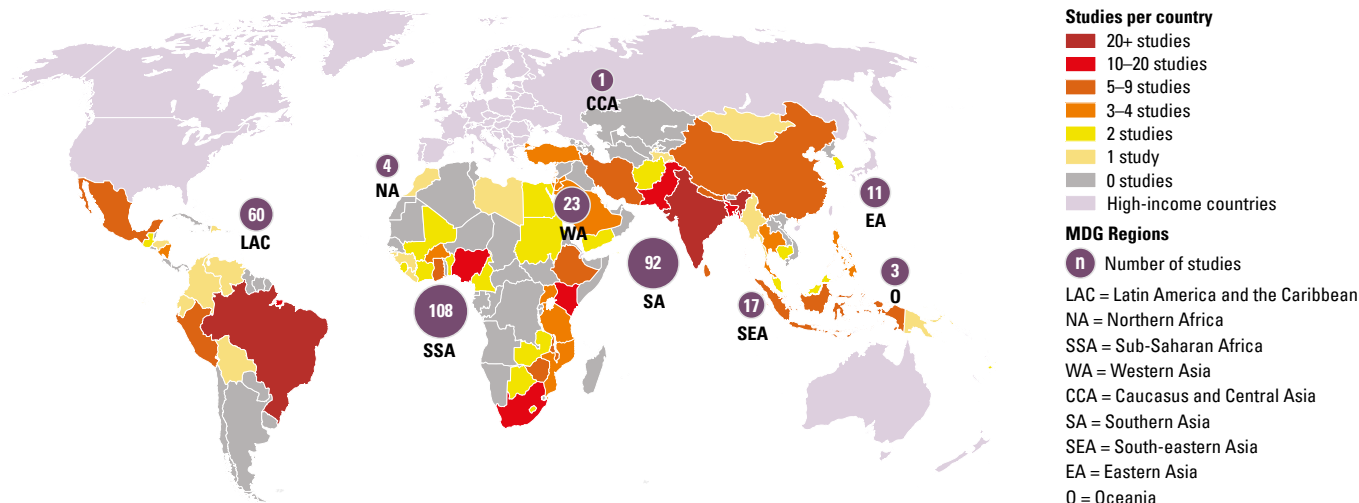 1
CCA
4
NA
60
LAC
23
WA
11
EA
92
SA
3
O
108
SSA
17
SEA
Studies per country
20+ studies
10–20 studies
5–9 studies
3–4 studies
2 studies
1 study
0 studies
High-income countries
MDG Regions
n Number of studies
LAC = Latin America and the Caribbean
NA = Northern Africa
SSA = Sub-Saharan Africa
WA = Western Asia
CCA = Caucasus and Central Asia
SA = Southern Asia
SEA = South-eastern Asia
EA = Eastern Asia
O = Oceania